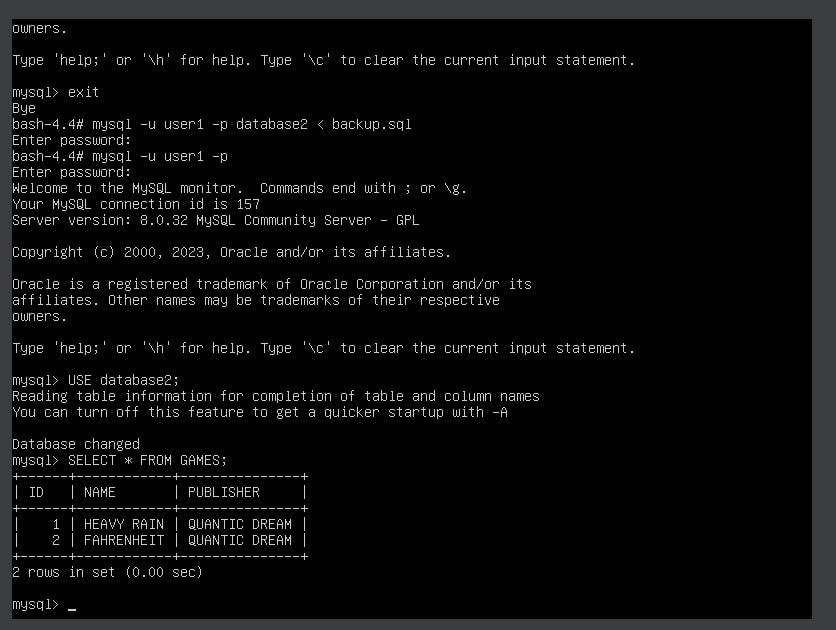 owners.
Type 'help;' or '\h' for help. Type '\c' to clear the current input statement.
mysql> exit
Bye
bash-4.4# mysql -u user1 -p database2 < backup.sql
Enter password:
bash-4.4# mysql -u user1 -p
Enter password:
Welcome to the MySQL monitor.  Commands end with ; or \g.
Your MySQL connection id is 157
Server version: 8.0.32 MySQL Community Server - GPL
Copyright (c) 2000, 2023, Oracle and/or its affiliates.
Oracle is a registered trademark of Oracle Corporation and/or its
affiliates. Other names may be trademarks of their respective
owners.
Type 'help;' or '\h' for help. Type '\c' to clear the current input statement.
mysql> USE database2;
Reading table information for completion of table and column names
You can turn off this feature to get a quicker startup with -A
Database changed
mysql> SELECT * FROM GAMES;
+------+------------+---------------+
| ID   | NAME       | PUBLISHER     |
+------+------------+---------------+
|    1 | HEAVY RAIN | QUANTIC DREAM |
|    2 | FAHRENHEIT | QUANTIC DREAM |
+------+------------+---------------+
2 rows in set (0.00 sec)
mysql> _